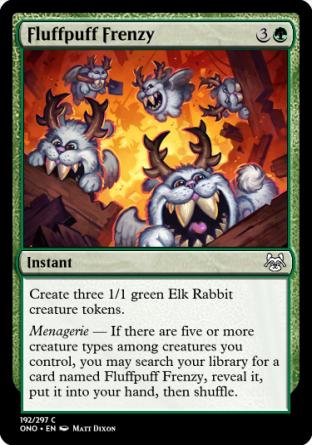 Fluffpuff Frenzy 3
Instant
Create three 1/1 green Elk Rabbit
creature tokens.
Menagerie — If there are five or more
creature types among creatures you
control, you may search your library for a
card named Fluffpuff Frenzy, reveal it,
put it into your hand, then shuffle.
192/297 C
ONO • EN Matt Dixon